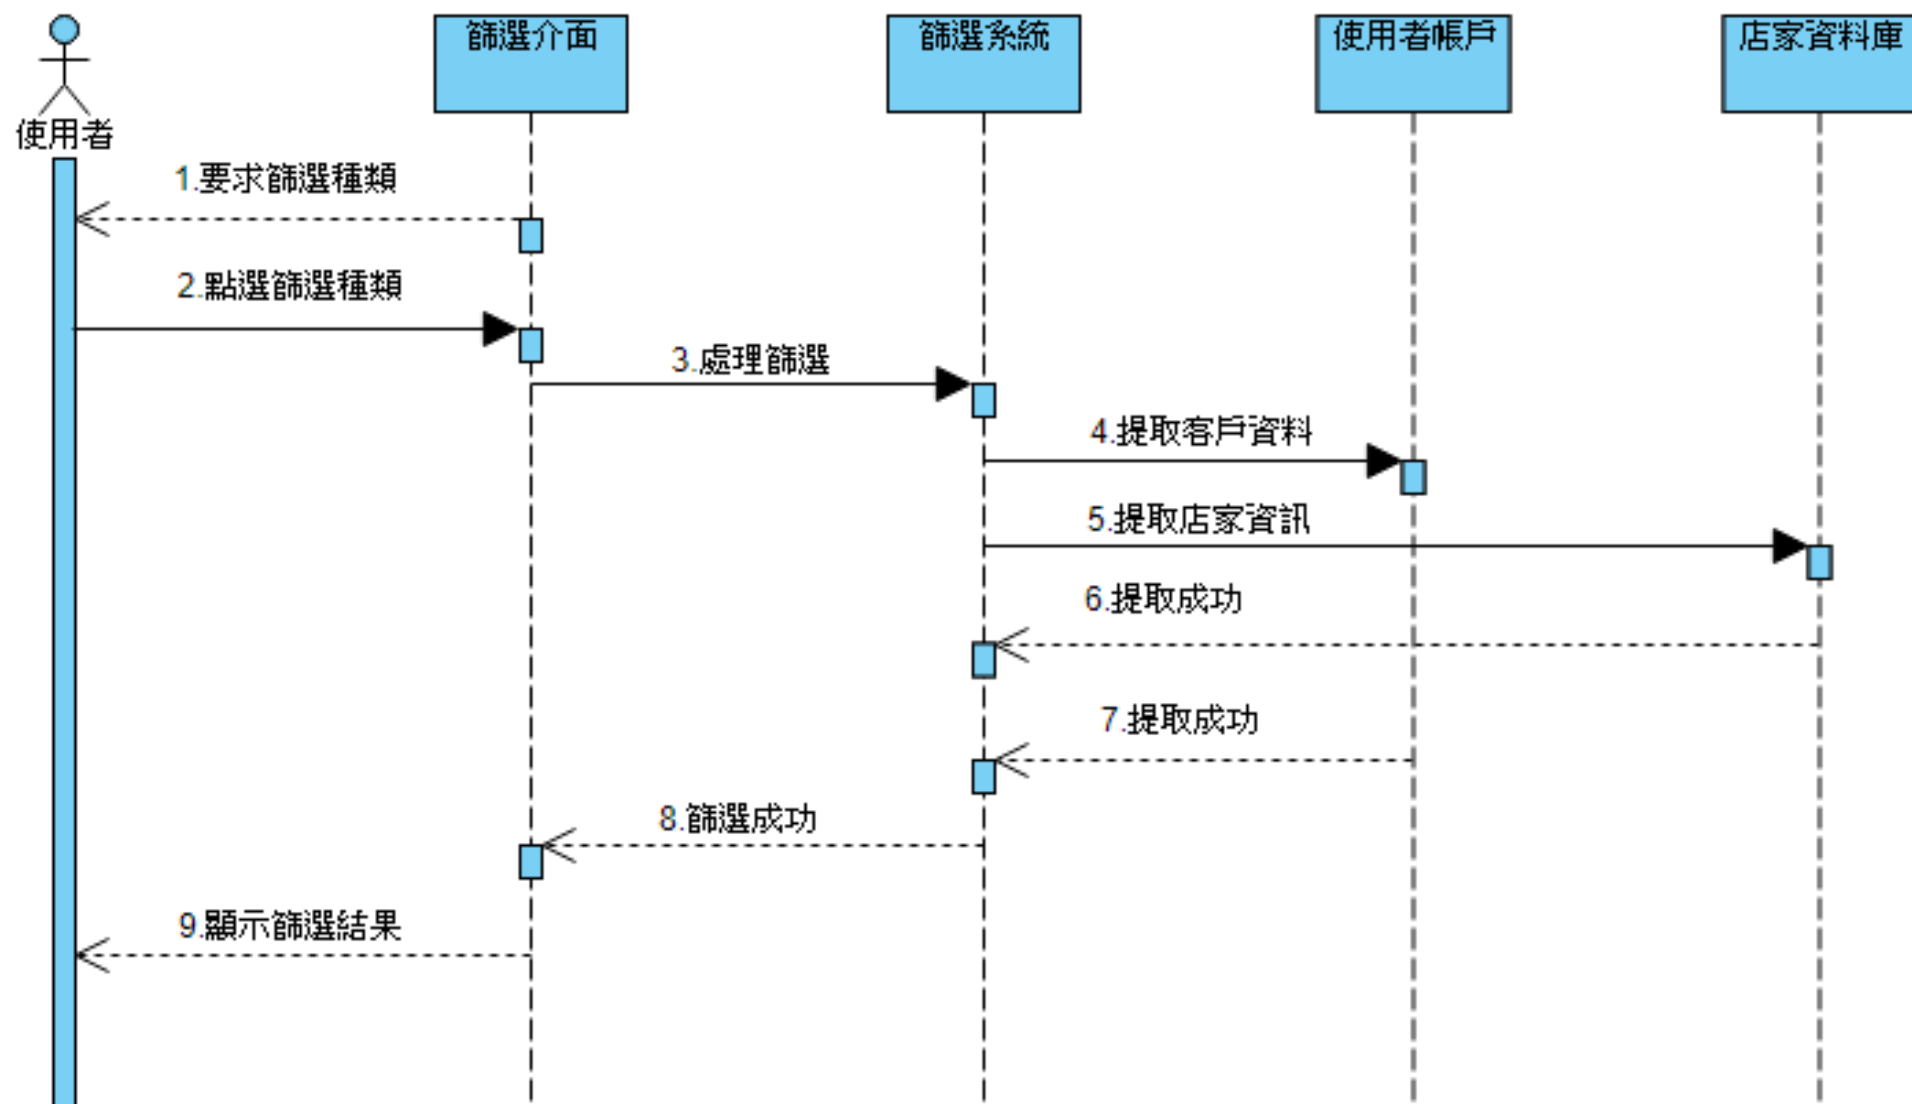 篩選介面
篩選系統
使用者帳戶
店家資料庫
使用者
1.要求篩選種類
2.點選篩選種類
3.處理篩選
4.提取客戶資料
5.提取店家資訊
6.提取成功
7.提取成功
8.篩選成功
9.顯示篩選結果